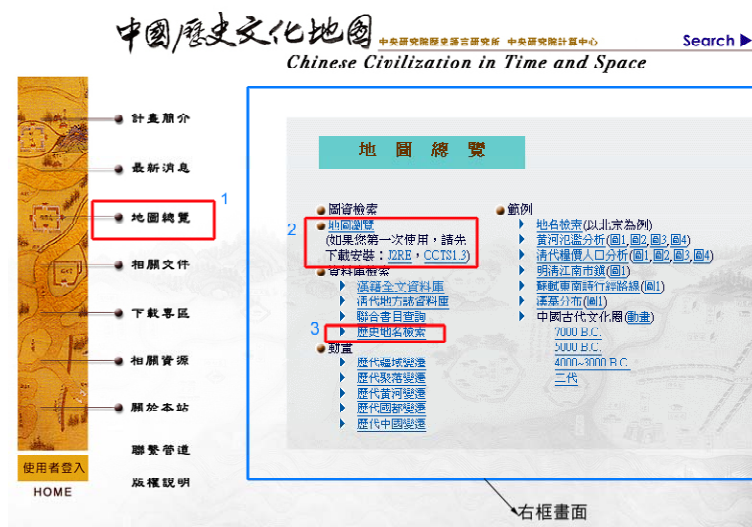 中國歷史文化地圖 中央研究院歷史語言研究所 中央研究院計算中心
Search
Chinese Civilization in Time and Space
計畫簡介
最新消息
地圖總覽
1
相關文件
下載專區
相關資源
關於本站
聯繫管道
版權說明
使用者登入
HOME
地圖總覽
圖資檢索
2
地圖瀏覽
(如果您第一次使用,請先
下載安裝:J2RE,CCTS1.3)
資料庫檢索
漢籍全文資料庫
清代地方誌資料庫
聯合書目查詢
3
歷史地名檢索
動畫
歷代疆域變遷
歷代聚落變遷
歷代黃河變遷
歷代國都變遷
歷代中國變遷
範例
地名檢索(以北京為例)
黃河氾濫分析(圖1,圖2,圖3,圖4)
清代糧價人口分析(圖1,圖2,圖3,圖4)
明清江南市鎮(圖1)
蘇軾東南詩行經路線(圖1)
漢墓分布(圖1)
中國古代文化圈(動畫)
7000 B.C.
5000 B.C.
4000~3000 B.C.
三代
右框畫面